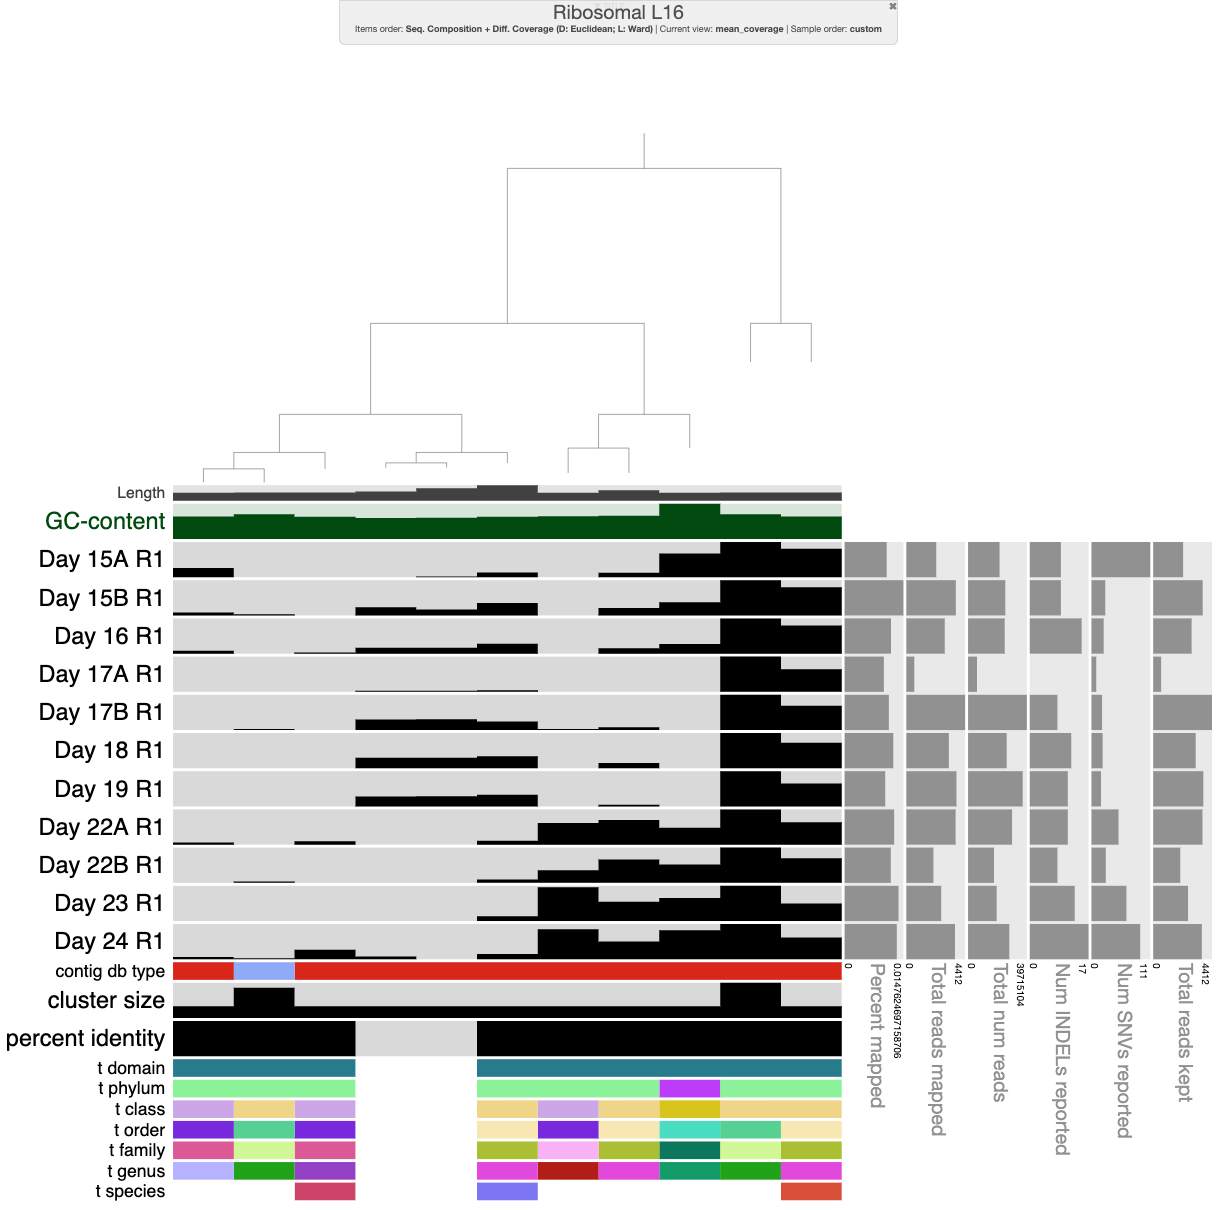 Ribosomal L16
Items order: Seq. Composition + Diff. Coverage (D: Euclidean; L: Ward) | Current view: mean_coverage | Sample order: custom
Length
GC-content
Day 15A R1
Day 15B R1
Day 16 R1
Day 17A R1
Day 17B R1
Day 18 R1
Day 19 R1
Day 22A R1
Day 22B R1
Day 23 R1
Day 24 R1
contig db type
cluster size
percent identity
t domain
t phylum
t class
t order
t family
t genus
t species
0 0.0147624697158706
Percent mapped
0 4412
Total reads mapped
0 39715104
Total num reads
0 17
Num INDELs reported
0 111
Num SNVs reported
0 4412
Total reads kept